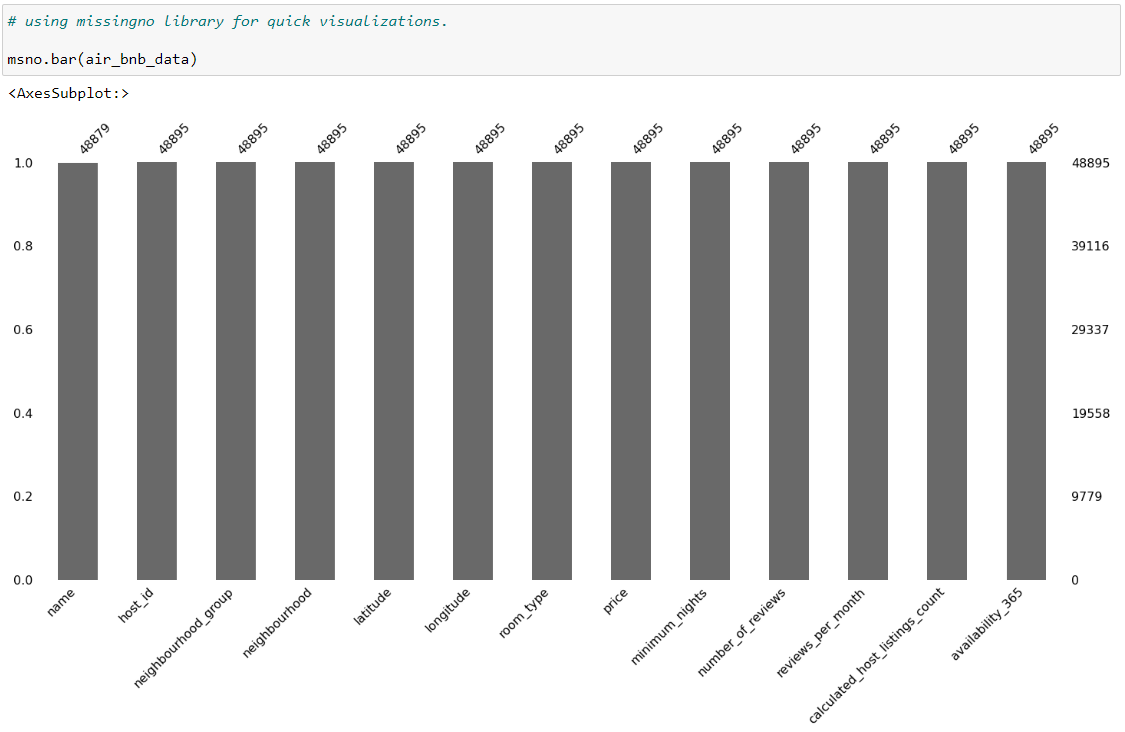 # using missingno library for quick visualizations.
msno.bar(air_bnb_data)
<AxesSubplot:>
48879 48895 48895 48895 48895 48895 48895 48895 48895 48895 48895 48895 48895
1.0 48895
0.8 39116
0.6 29337
0.4 19558
0.2 9779
0.0 0
name host_id neighbourhood_group neighbourhood latitude longitude room_type price minimum_nights number_of_reviews reviews_per_month calculated_host_listings_count availability_365